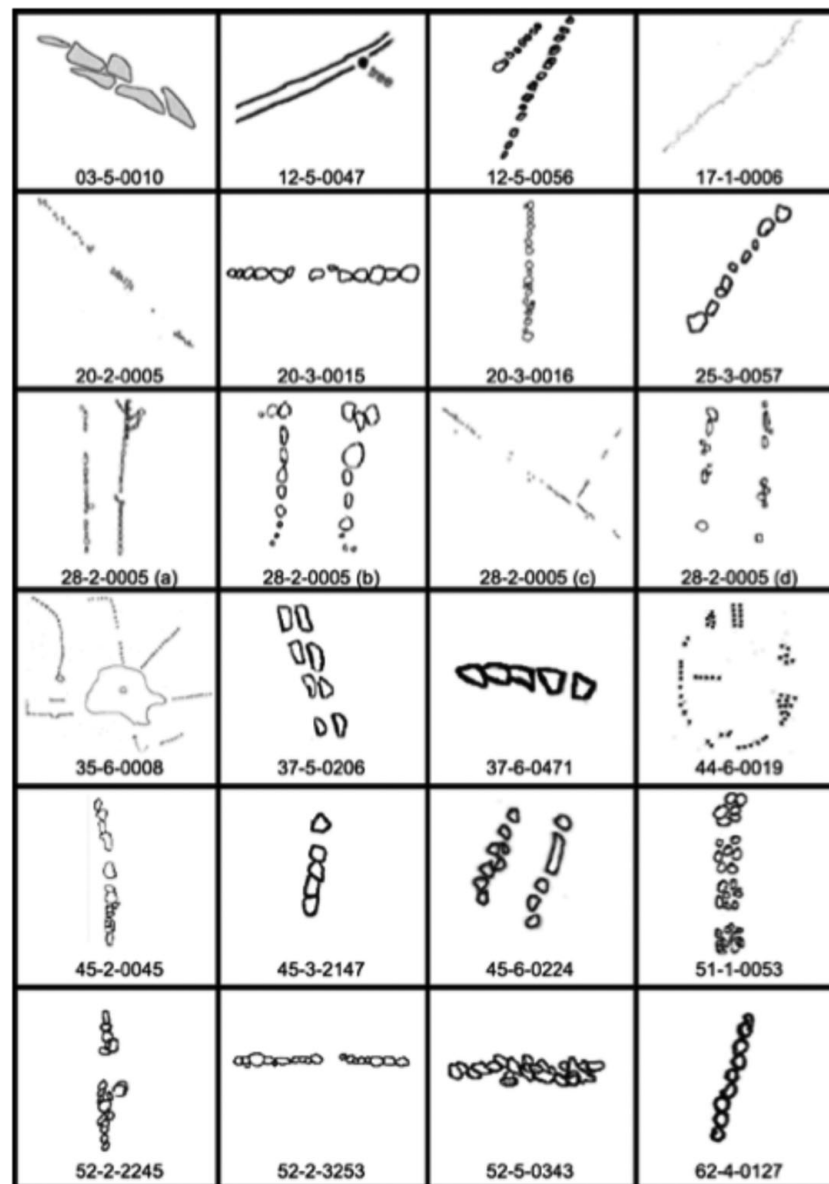 tree
03-5-0010 12-5-0047 12-5-0056 17-1-0006
20-2-0005 20-3-0015 20-3-0016 25-3-0057
28-2-0005 (a) 28-2-0005 (b) 28-2-0005 (c) 28-2-0005 (d)
35-6-0008 37-5-0206 37-6-0471 44-6-0019
45-2-0045 45-3-2147 45-6-0224 51-1-0053
52-2-2245 52-2-3253 52-5-0343 62-4-0127